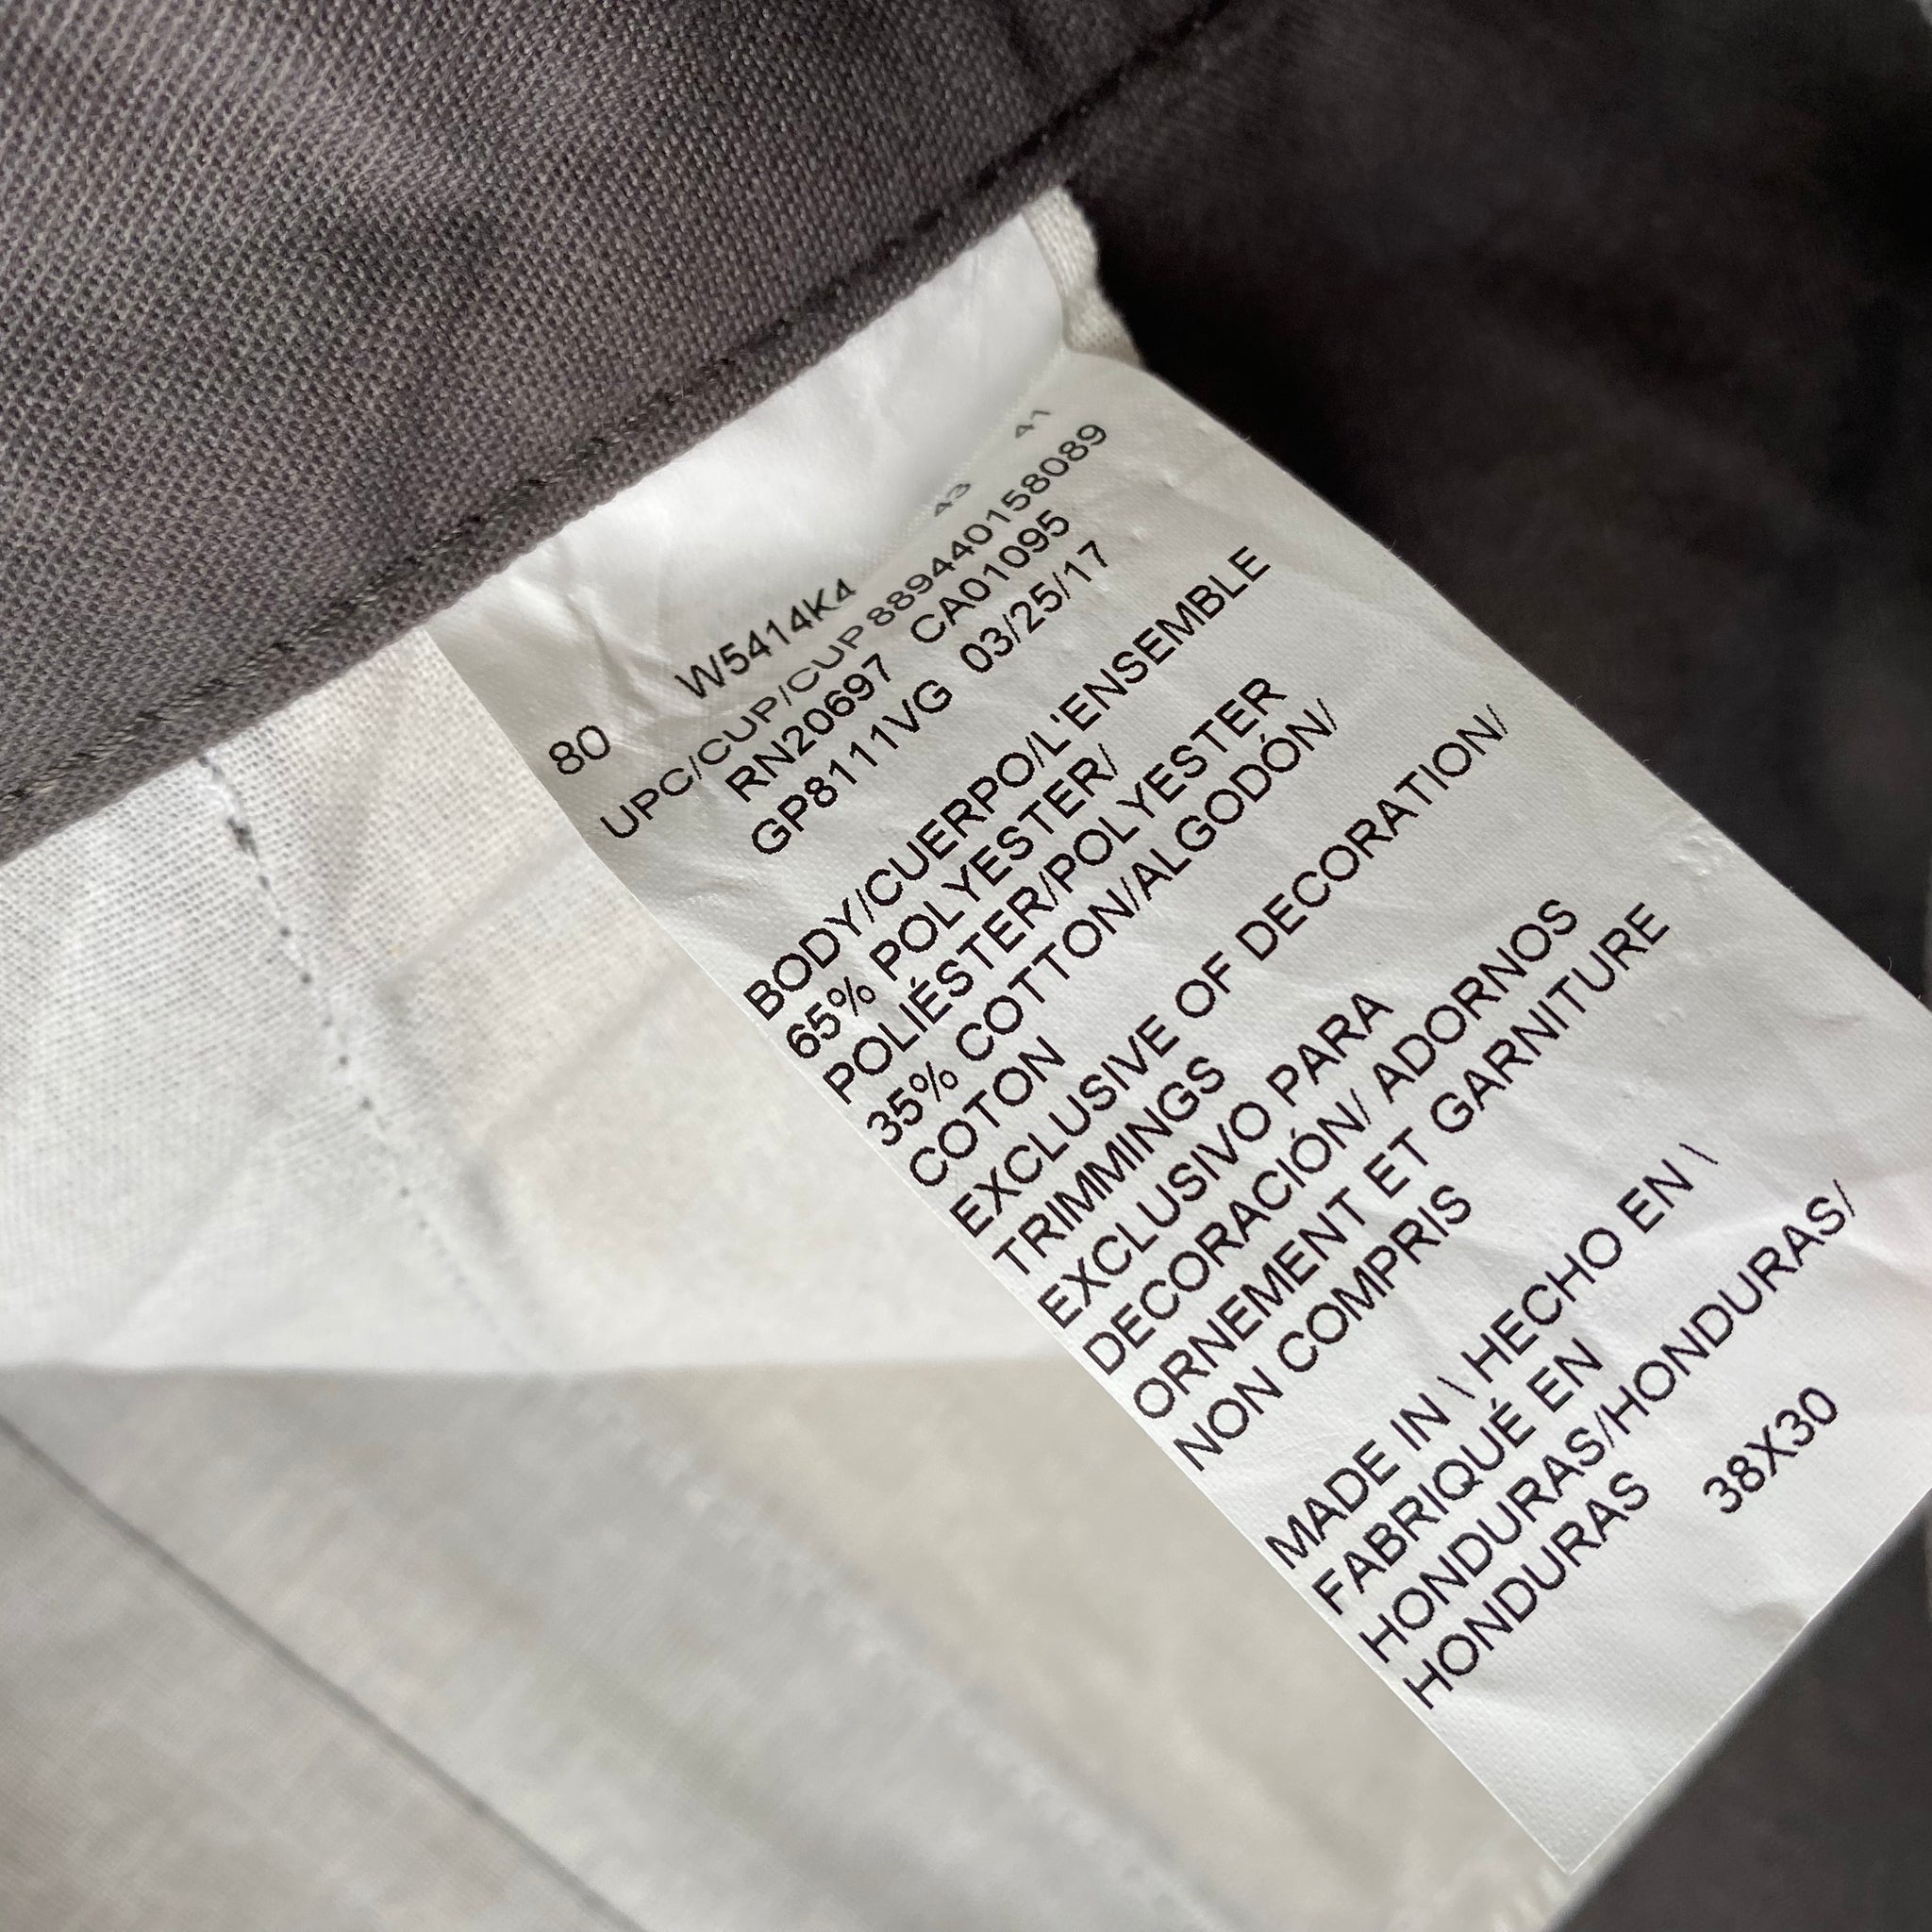 80 W5414K4 43 41
UPC/CUP/CUP 889440158089
RN20697 CA01095
GP8111VG 03/25/17
BODY/CUERPO/L'ENSEMBLE
65% POLYESTER/
POLIÉSTER/POLYESTER
35% COTTON/ALGODÓN/
COTON
EXCLUSIVE OF DECORATION/
TRIMMINGS
EXCLUSIVO PARA
DECORACIÓN/ ADORNOS
ORNEMENT ET GARNITURE
NON COMPRIS
MADE IN \ HECHO EN \
FABRIQUÉ EN
HONDURAS/HONDURAS/
HONDURAS
38X30